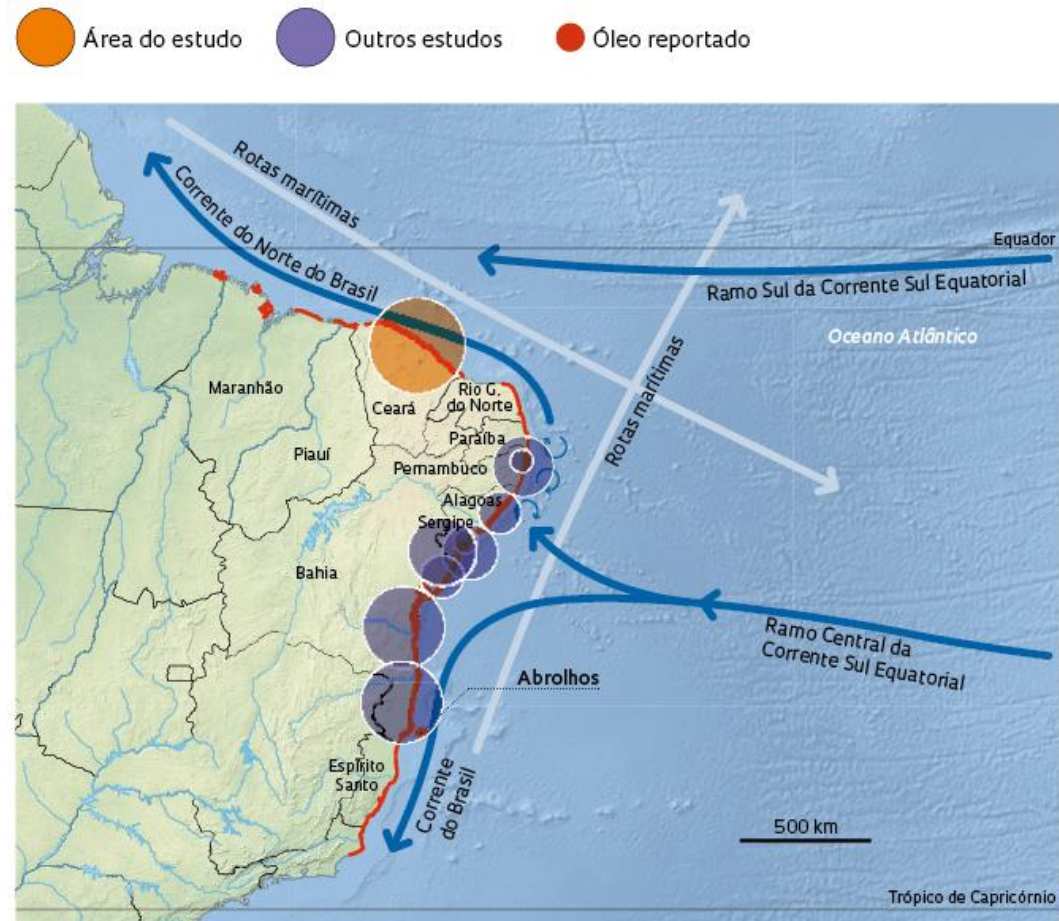 Área do estudo
Outros estudos
Óleo reportado
Rotas marítimas
Corrente do Norte do Brasil
Equador
Ramo Sul da Corrente Sul Equatorial
Oceano Atlântico
Rotas marítimas
Maranhão
Ceará
Rio G.
do Norte
Paraíba
Piauí
Pernambuco
Alagoas
Sergipe
Bahia
Ramo Central da
Corrente Sul Equatorial
Abrolhos
Espírito
Santo
Corrente
do Brasil
500 km
Trópico de Capricórnio